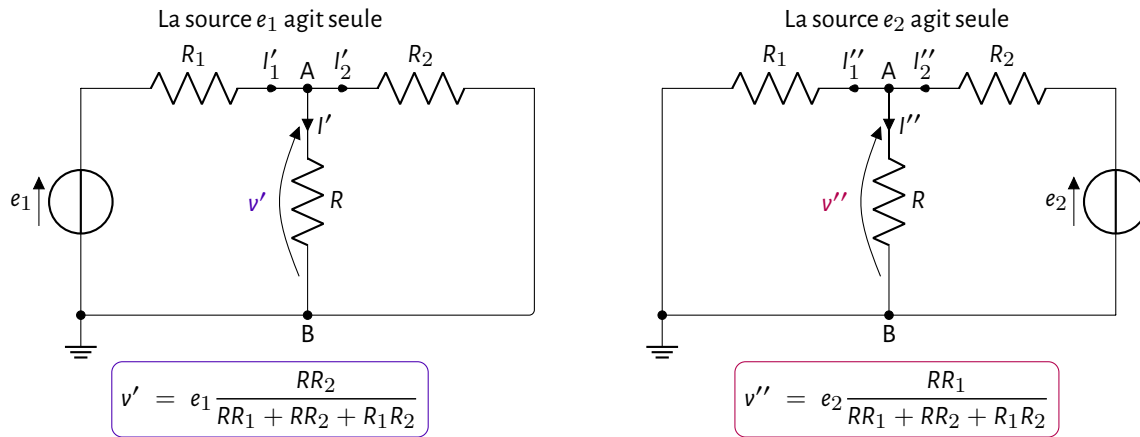 La source e₁ agit seule
La source e₂ agit seule
R₁ I′₁ A I′₂ R₂
R₁ I″₁ A I″₂ R₂
I′
I″
e₁ v′ R
v″ R e₂
B
B
v′ = e₁ RR₂ / (RR₁ + RR₂ + R₁R₂)
v″ = e₂ RR₁ / (RR₁ + RR₂ + R₁R₂)